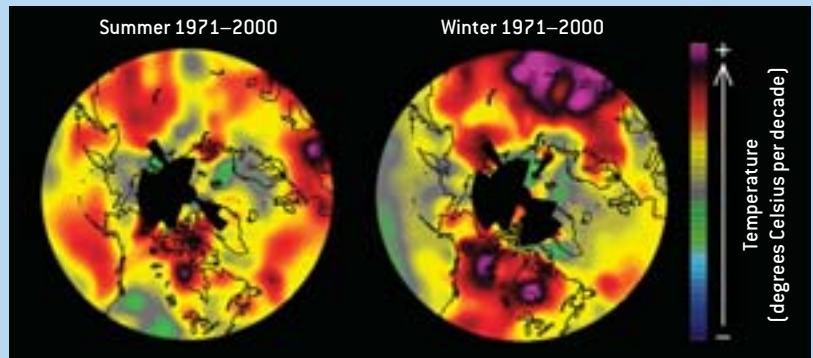 Summer 1971–2000
Winter 1971–2000
+
–
Temperature
(degrees Celsius per decade)